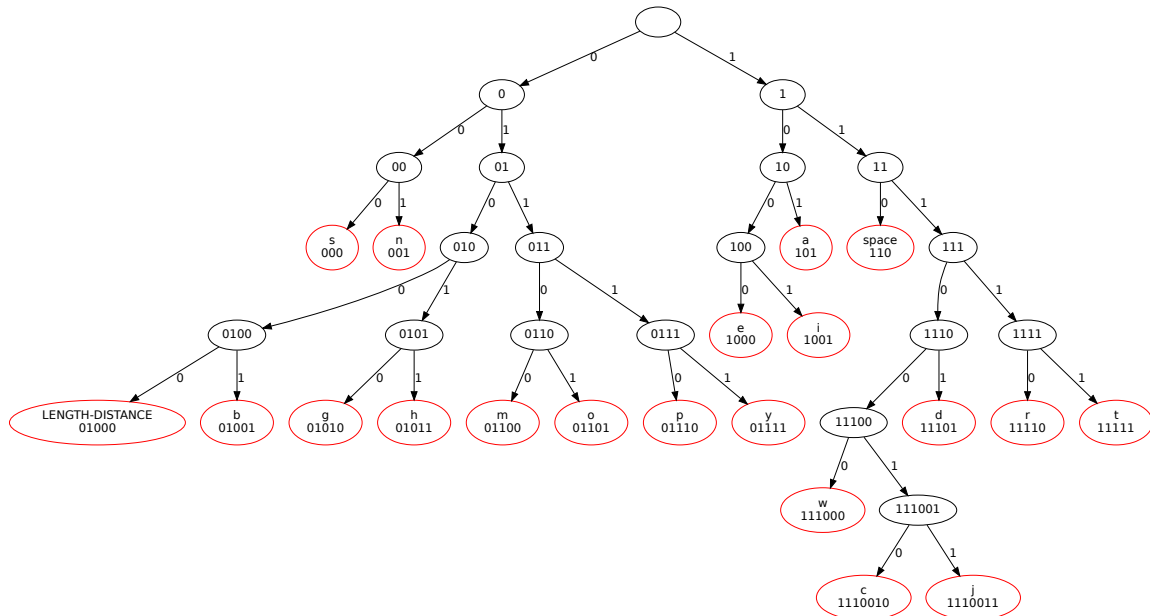 0 1
0 1
0 1 0 1
00 01 10 11
0 1 0 1 0 1 0 1
s n 010 011 100 a space 111
000 001 101 110
0 1 0 1 0 1 0 1
0100 0101 0110 0111 e i 1110 1111
1000 1001
0 1 0 1 0 1 0 1 0 1 0 1
LENGTH-DISTANCE b g h m o p y 11100 d r t
01000 01001 01010 01011 01100 01101 01110 01111 11101 11110 11111
0 1
w 111001
111000
0 1
c j
1110010 1110011